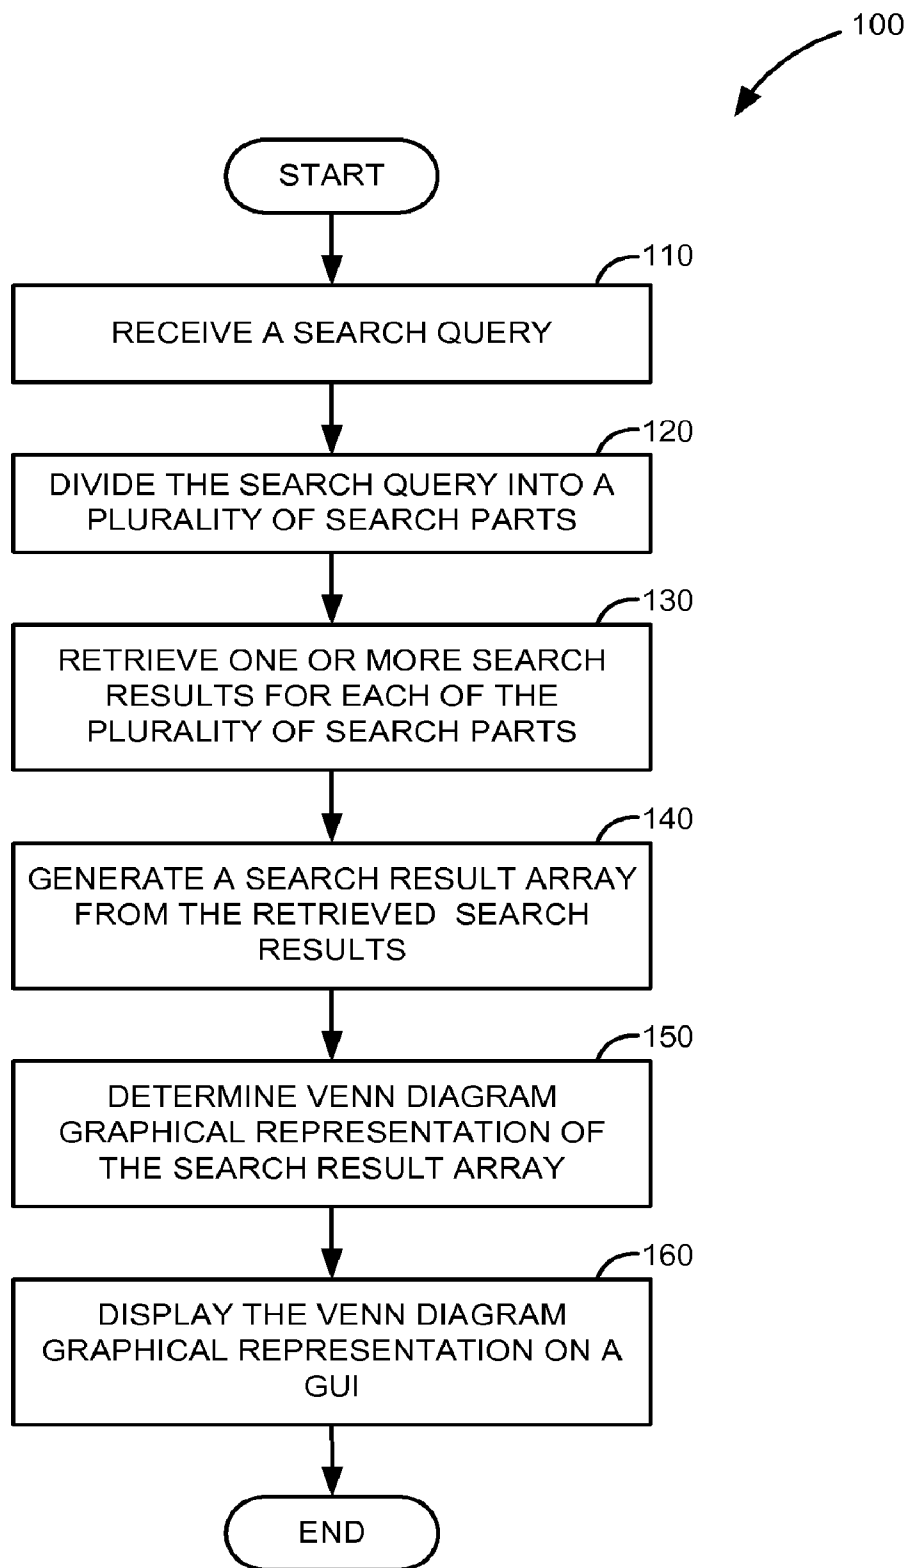 100
START
110
RECEIVE A SEARCH QUERY
120
DIVIDE THE SEARCH QUERY INTO A
PLURALITY OF SEARCH PARTS
130
RETRIEVE ONE OR MORE SEARCH
RESULTS FOR EACH OF THE
PLURALITY OF SEARCH PARTS
140
GENERATE A SEARCH RESULT ARRAY
FROM THE RETRIEVED SEARCH
RESULTS
150
DETERMINE VENN DIAGRAM
GRAPHICAL REPRESENTATION OF
THE SEARCH RESULT ARRAY
160
DISPLAY THE VENN DIAGRAM
GRAPHICAL REPRESENTATION ON A
GUI
END